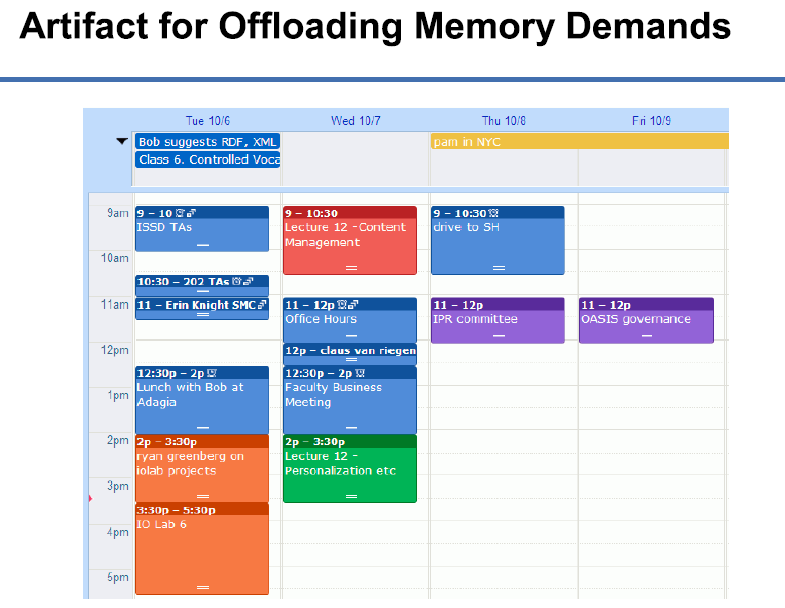 Artifact for Offloading Memory Demands
Tue 10/6
Wed 10/7
Thu 10/8
Fri 10/9
Bob suggests RDF, XML
Class 6. Controlled Voca
pam in NYC
9am
10am
11am
12pm
1pm
2pm
3pm
4pm
5pm
9 – 10
ISSD TAs
10:30 – 202 TAs
11 – Erin Knight SMC
12:30p – 2p
Lunch with Bob at
Adagia
2p – 3:30p
ryan greenberg on
iolab projects
3:30p – 5:30p
IO Lab 6
9 – 10:30
Lecture 12 -Content
Management
11 – 12p
Office Hours
12p – claus van riegen
12:30p – 2p
Faculty Business
Meeting
2p – 3:30p
Lecture 12 -
Personalization etc
9 – 10:30
drive to SH
11 – 12p
IPR committee
11 – 12p
OASIS governance